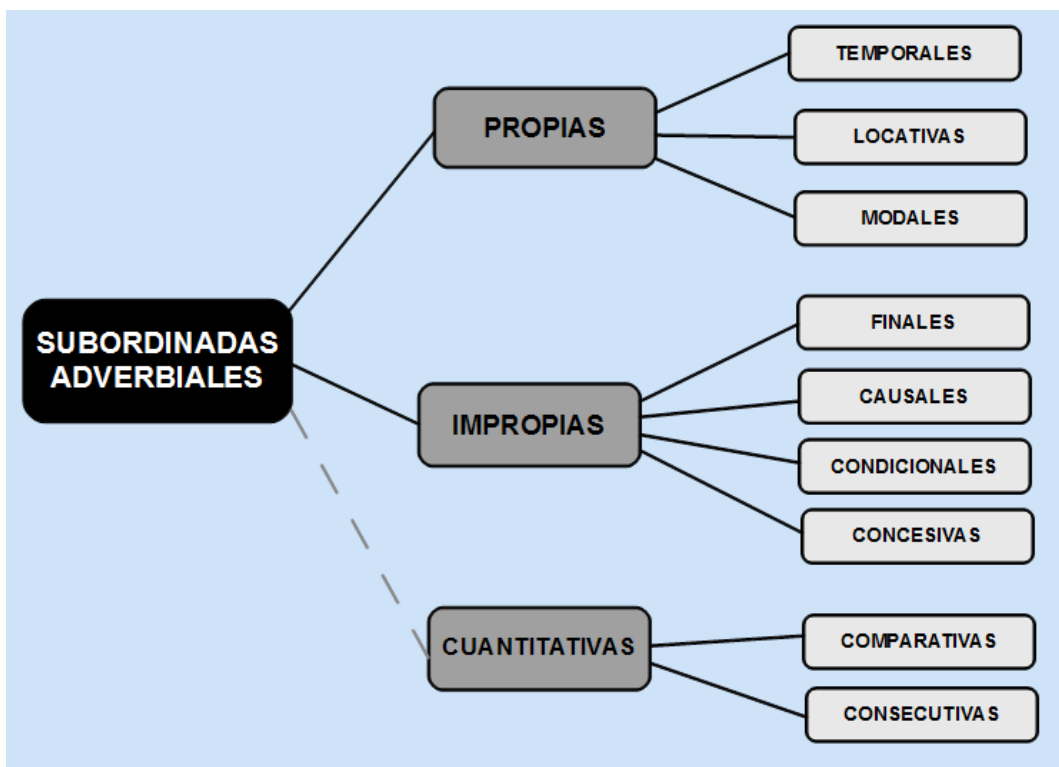 SUBORDINADAS
ADVERBIALES
PROPIAS
TEMPORALES
LOCATIVAS
MODALES
IMPROPIAS
FINALES
CAUSALES
CONDICIONALES
CONCESIVAS
CUANTITATIVAS
COMPARATIVAS
CONSECUTIVAS